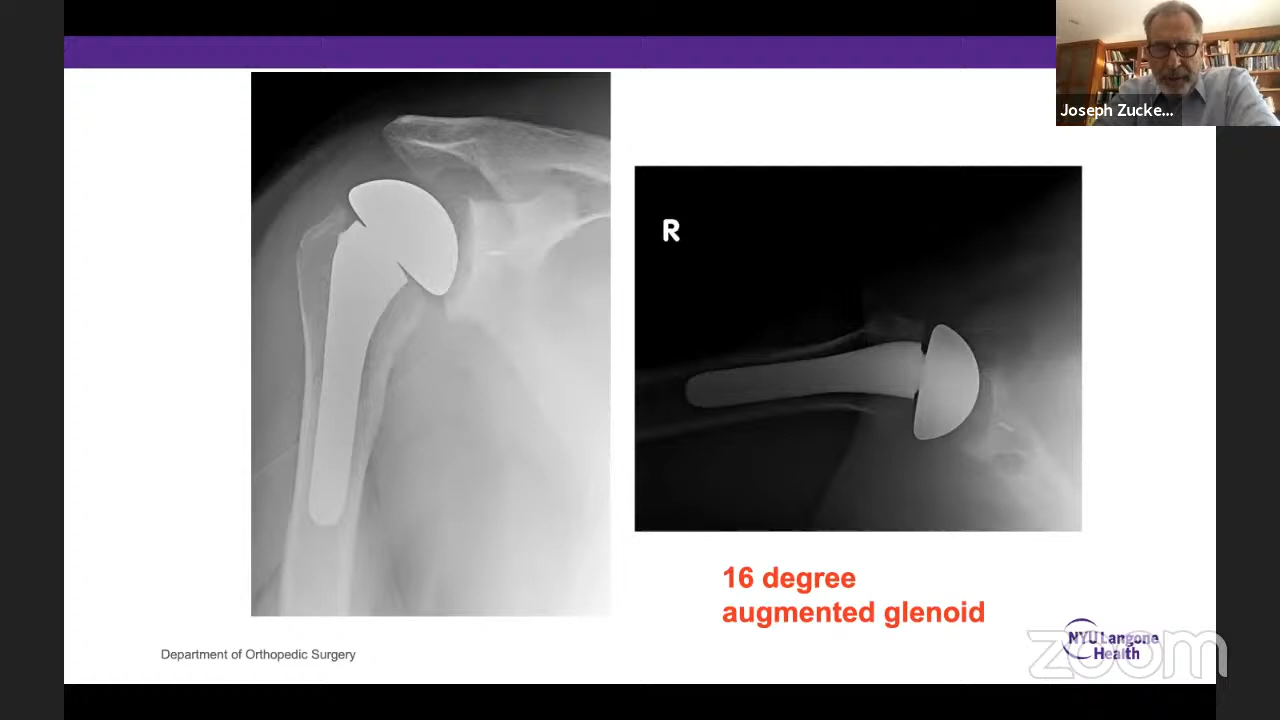 Joseph Zucke...
R
16 degree
augmented glenoid
Department of Orthopedic Surgery
NYU Langone
Health
zoom